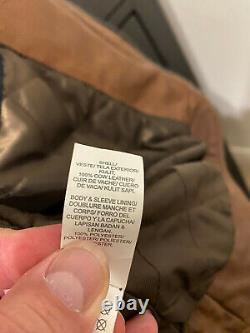 SHELL/
VESTE/ TELA EXTERIOR/
KULIT.
100% COW LEATHER/
CUIR DE VACHE/ CUERO
DE VACA/ KULIT SAPI
BODY & SLEEVE LINING/
DOUBLURE MANCHE ET
CORPS/ FORRO DEL
CUERPO Y LA CAPUCHA/
LAPISAN BADAN &
LENGAN.
100% POLYESTER/
POLYESTER/ POLIESTER/
POLYESTER